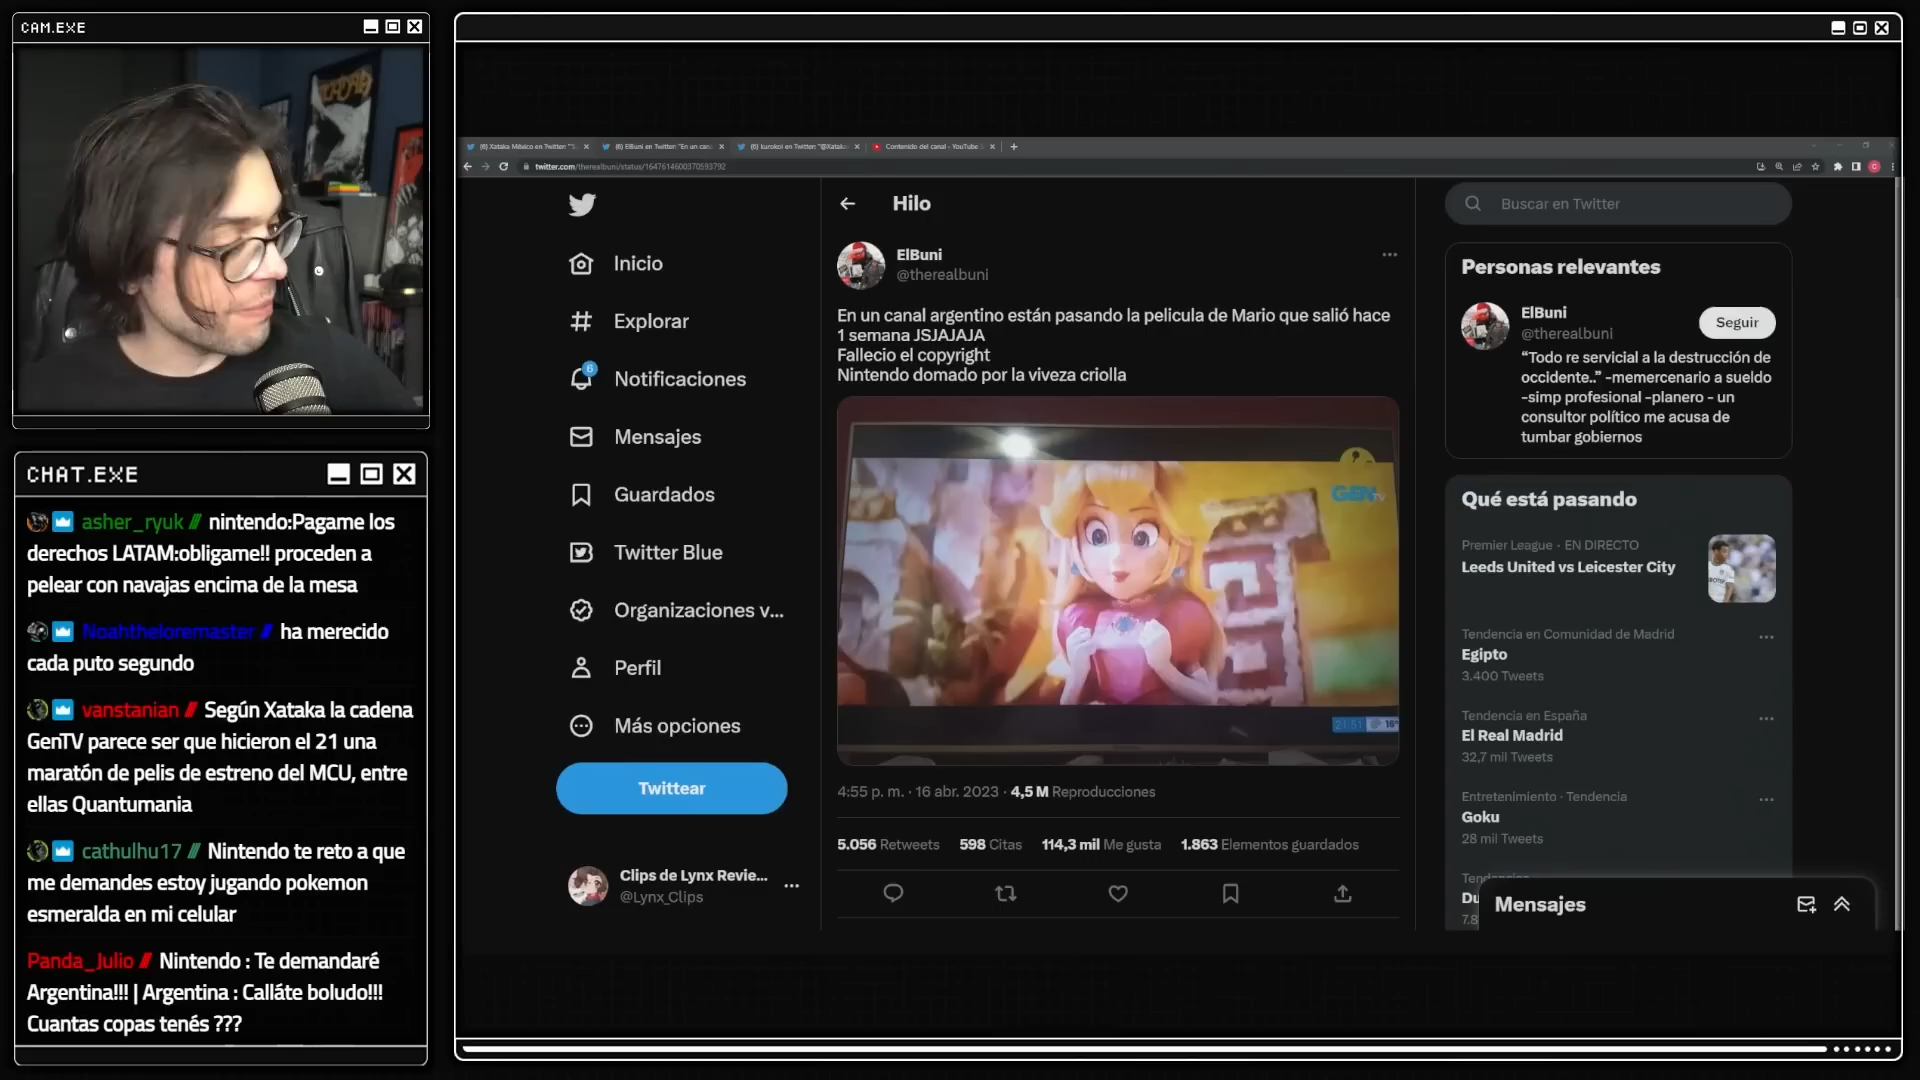 CAM.EXE
CHAT.EXE
asher_ryuk // nintendo:Pagame los
derechos LATAM:obligame!! proceden a
pelear con navajas encima de la mesa
Noahtheloremaster // ha merecido
cada puto segundo
vanstanian // Según Xataka la cadena
GenTV parece ser que hicieron el 21 una
maratón de pelis de estreno del MCU, entre
ellas Quantumania
cathulhu17 // Nintendo te reto a que
me demandes estoy jugando pokemon
esmeralda en mi celular
Panda_Julio // Nintendo : Te demandaré
Argentina!!! | Argentina : Calláte boludo!!!
Cuantas copas tenés ???
(6) Xataka México en Twitter: "S
(6) ElBuni en Twitter: "En un can
(6) kurokoi en Twitter: "@Xataka
Contenido del canal - YouTube S
twitter.com/therealbuni/status/1647614600370593792
Inicio
Explorar
6
Notificaciones
Mensajes
Guardados
Twitter Blue
Organizaciones v...
Perfil
Más opciones
Twittear
Clips de Lynx Revie...
@Lynx_Clips
Hilo
ElBuni
@therealbuni
En un canal argentino están pasando la pelicula de Mario que salió hace
1 semana JSJAJAJA
Fallecio el copyright
Nintendo domado por la viveza criolla
GEN TV
21:51
16°
4:55 p. m. · 16 abr. 2023 · 4,5 M Reproducciones
5.056 Retweets 598 Citas 114,3 mil Me gusta 1.863 Elementos guardados
Buscar en Twitter
Personas relevantes
ElBuni
@therealbuni
Seguir
“Todo re servicial a la destrucción de
occidente..” -memercenario a sueldo
-simp profesional -planero - un
consultor político me acusa de
tumbar gobiernos
Qué está pasando
Premier League · EN DIRECTO
Leeds United vs Leicester City
Tendencia en Comunidad de Madrid
Egipto
3.400 Tweets
Tendencia en España
El Real Madrid
32,7 mil Tweets
Entretenimiento · Tendencia
Goku
28 mil Tweets
Du
7.8
Mensajes